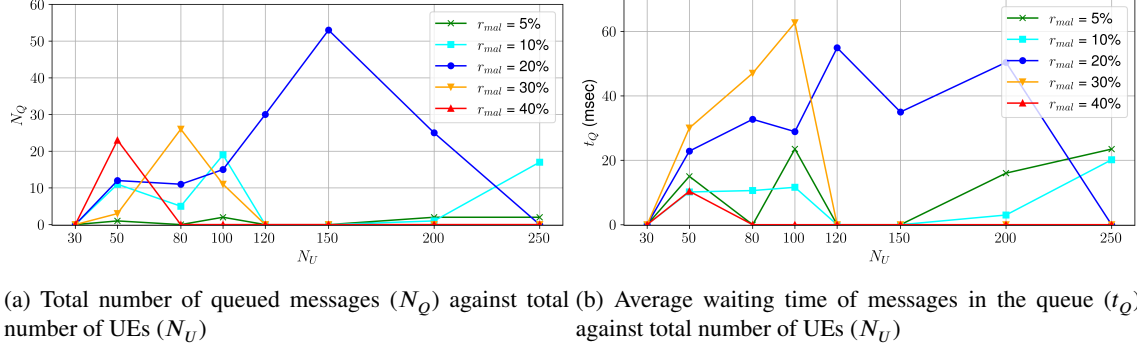 60
50
40
30
20
10
0
N_Q
30 50 80 100 120 150 200 250
N_U
r_mal = 5%
r_mal = 10%
r_mal = 20%
r_mal = 30%
r_mal = 40%
60
40
20
0
t_Q (msec)
30 50 80 100 120 150 200 250
N_U
r_mal = 5%
r_mal = 10%
r_mal = 20%
r_mal = 30%
r_mal = 40%
(a) Total number of queued messages (N_Q) against total
number of UEs (N_U)
(b) Average waiting time of messages in the queue (t_Q)
against total number of UEs (N_U)